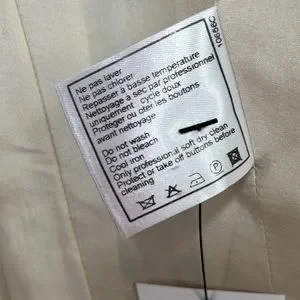 10656C
Ne pas laver
Ne pas chlorer
Repasser à basse température
Nettoyage à sec par professionnel
uniquement, cycle doux
Protéger ou ôter les boutons
avant nettoyage
Do not wash
Do not bleach
Cool iron
Only professional soft dry clean
Protect or take off buttons before
cleaning
P